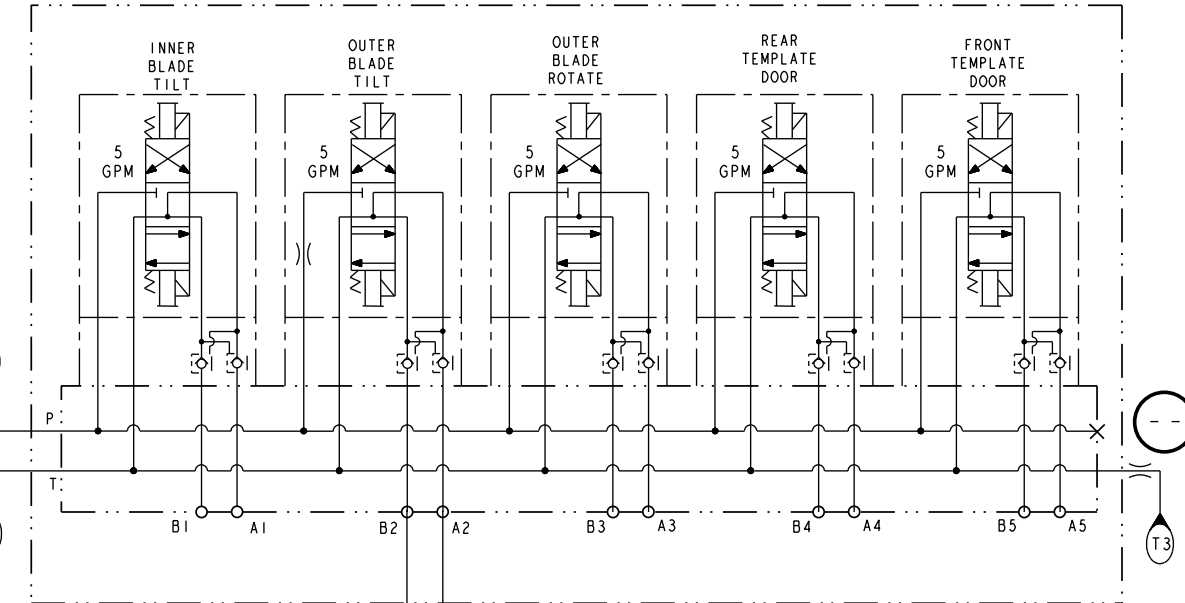 INNER
BLADE
TILT
OUTER
BLADE
TILT
OUTER
BLADE
ROTATE
REAR
TEMPLATE
DOOR
FRONT
TEMPLATE
DOOR
5
GPM
5
GPM
5
GPM
5
GPM
5
GPM
P
T
B1
A1
B2
A2
B3
A3
B4
A4
B5
A5
T3
- -